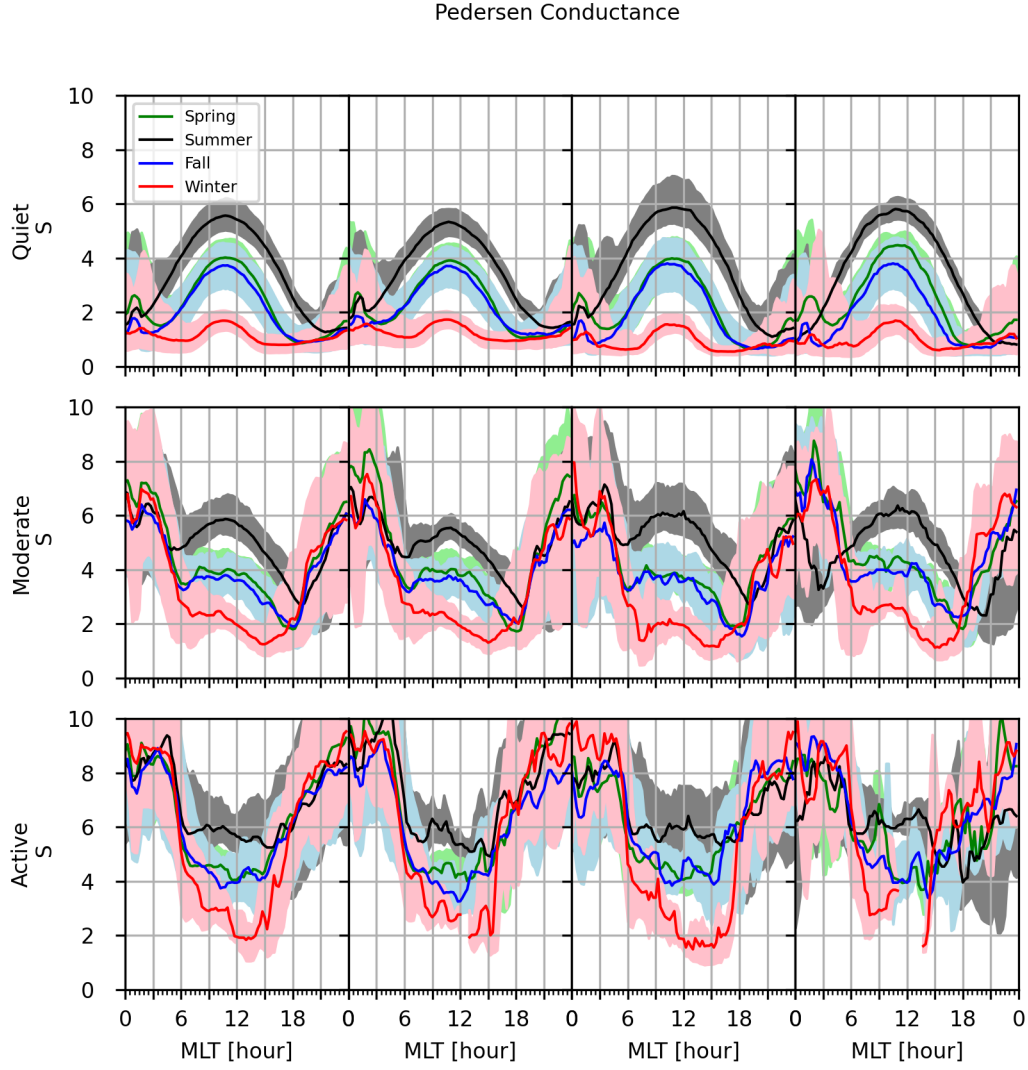 Pedersen Conductance
Quiet
S
10
8
6
4
2
0
Spring
Summer
Fall
Winter
Moderate
S
10
8
6
4
2
0
Active
S
10
8
6
4
2
0
0 6 12 18 0 6 12 18 0 6 12 18 0 6 12 18 0
MLT [hour] MLT [hour] MLT [hour] MLT [hour]